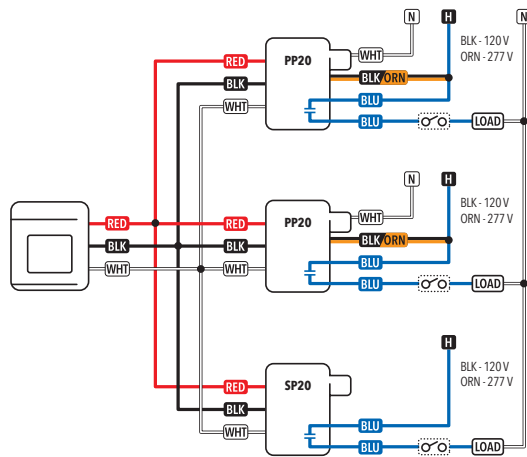 N
H
N
PP20
WHT
BLK - 120 V
ORN - 277 V
RED
BLK
BLK/ORN
WHT
BLU
BLU
LOAD
N
H
PP20
WHT
BLK - 120 V
ORN - 277 V
RED
RED
BLK
BLK
BLK/ORN
WHT
WHT
BLU
BLU
LOAD
H
SP20
BLK - 120 V
ORN - 277 V
RED
BLK
WHT
BLU
BLU
LOAD